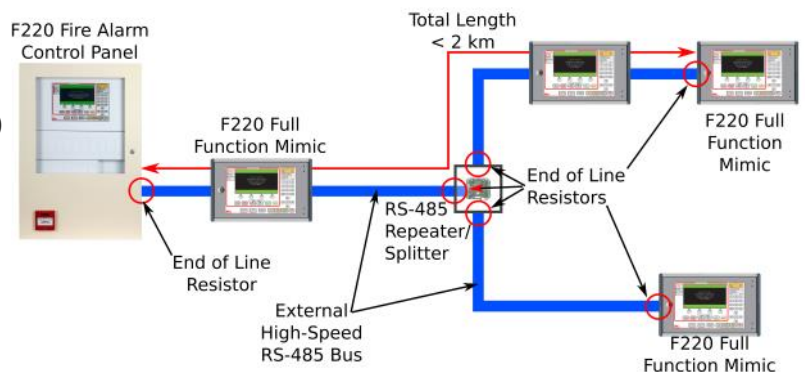 F220 Fire Alarm
Control Panel
)
F220 Full
Function Mimic
Total Length
< 2 km
F220 Full
Function
Mimic
End of Line
Resistors
RS-485
Repeater/
Splitter
End of Line
Resistor
External
High-Speed
RS-485 Bus
F220 Full
Function Mimic